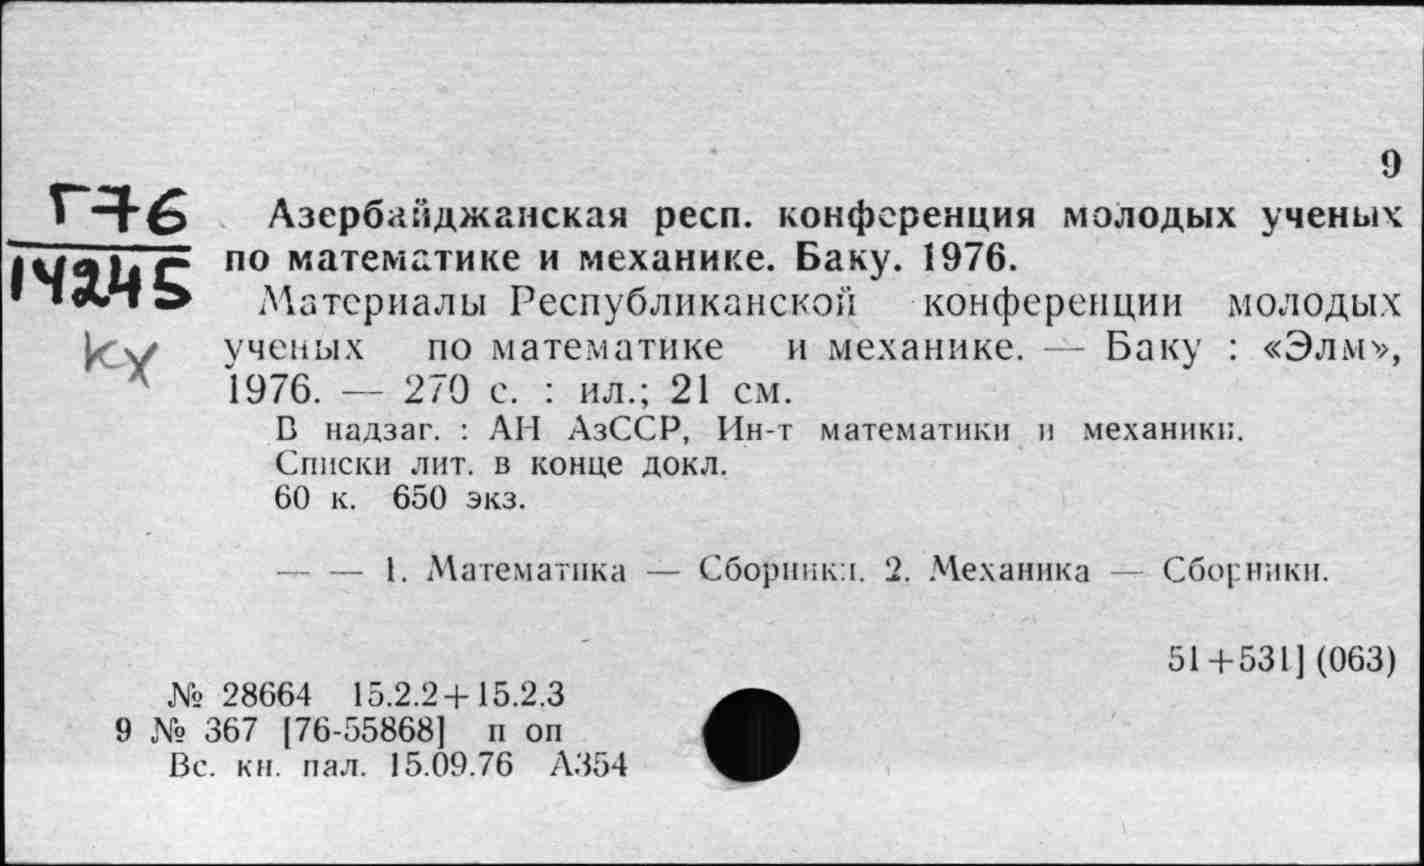 9
Г76
14245
кх
Азербайджанская респ. конференция молодых ученых
по математике и механике. Баку. 1976.
Материалы Республиканской конференции молодых
ученых по математике и механике. — Баку : «Элм»,
1976. — 270 с. : ил.; 21 см.
В надзаг. : АН АзССР, Ин-т математики и механики.
Списки лит. в конце докл.
60 к. 650 экз.
— — 1. Математика — Сборники. 2. Механика — Сборники.
51+531] (063)
№ 28664 15.2.2+15.2.3
9 № 367 [76-55868] п оп
Вс. кн. пал. 15.09.76 А354